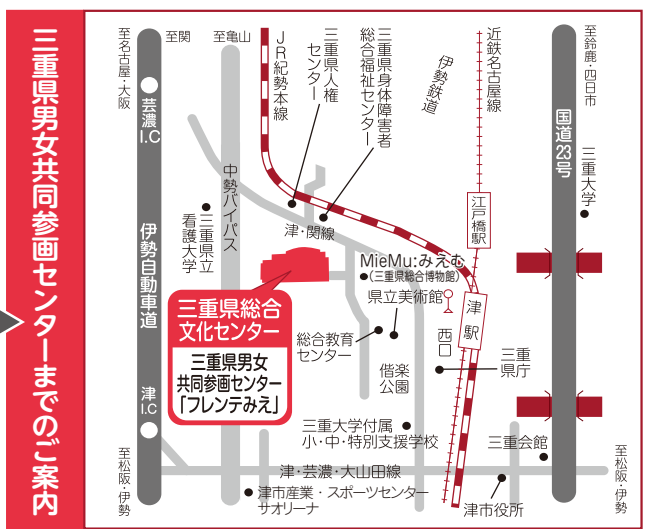 三重県男女共同参画センターまでのご案内
至名古屋・大阪
至関
至亀山
JR紀勢本線
三重県人権
センター
三重県身体障害者
総合福祉センター
伊勢鉄道
近鉄名古屋線
至鈴鹿・四日市
芸濃
I.C
国道23号
三重大学
中勢バイパス
三重県立
看護大学
江戸橋駅
津・関線
伊勢自動車道
MieMu:みえむ
(三重県総合博物館)
県立美術館
三重県総合
文化センター
三重県男女
共同参画センター
「フレンテみえ」
津駅
西口
総合教育
センター
偕楽
公園
三重
県庁
津
I.C
三重大学付属
小・中・特別支援学校
三重会館
至松阪・伊勢
至松阪・伊勢
津・芸濃・大山田線
津市産業・スポーツセンター
サオリーナ
津市役所